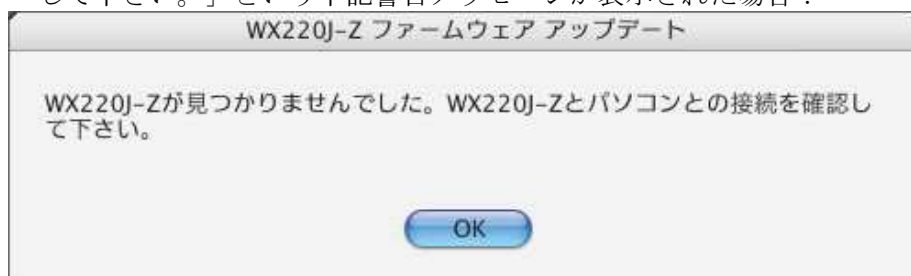 して下さい。」という下記警告メッセージが表示された場合：
WX220J-Z ファームウェア アップデート
WX220J-Zが見つかりませんでした。WX220J-Zとパソコンとの接続を確認し
て下さい。
OK